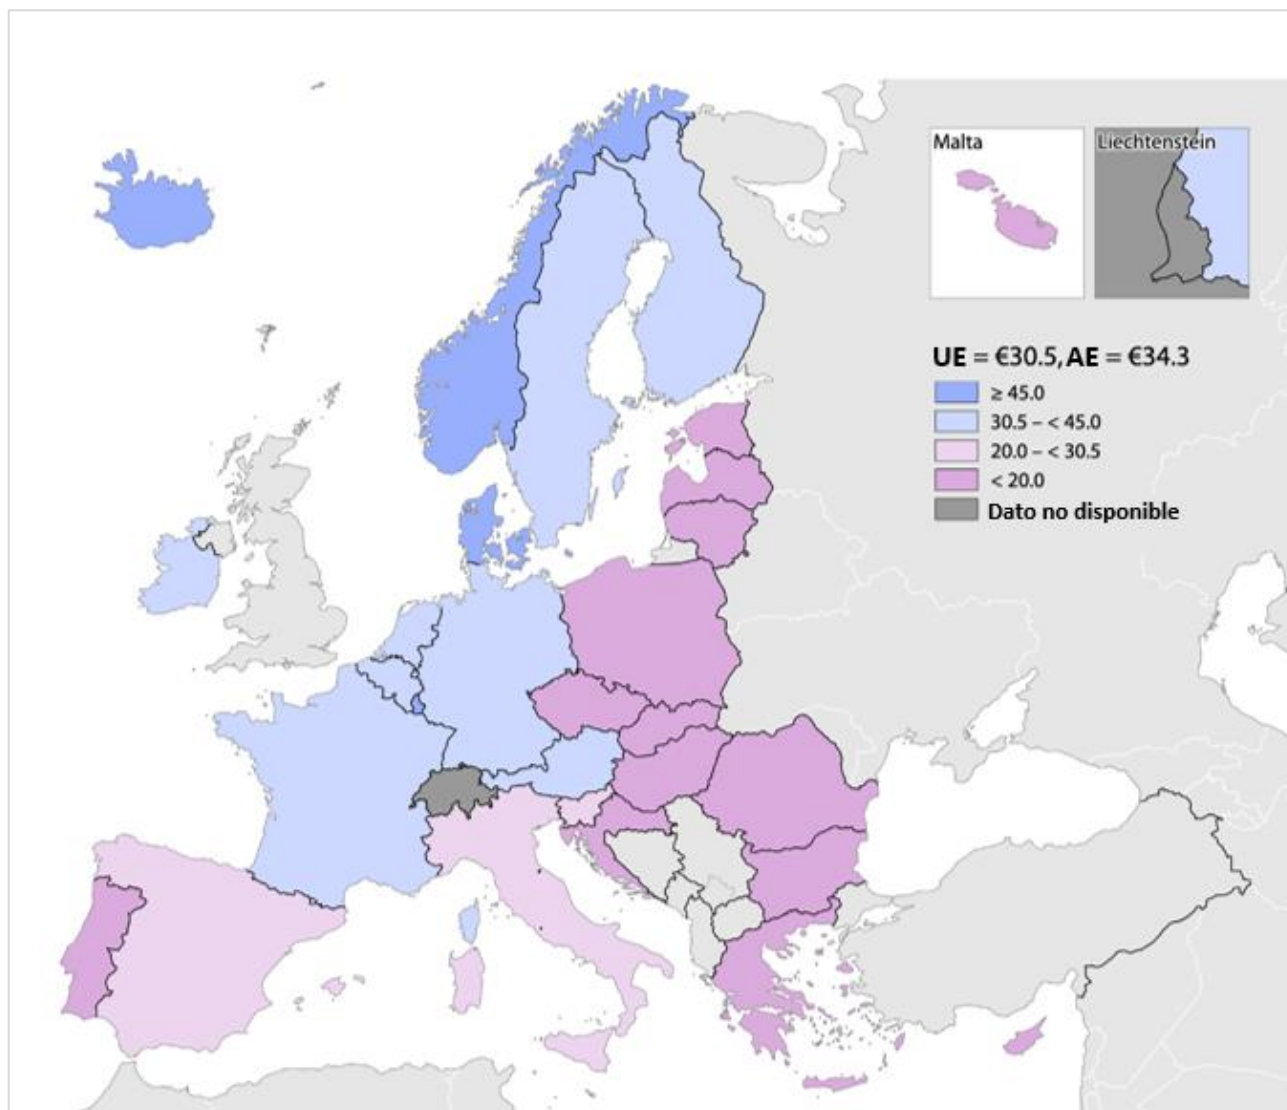 Malta
Liechtenstein
UE = €30.5, AE = €34.3
≥ 45.0
30.5 – < 45.0
20.0 – < 30.5
< 20.0
Dato no disponible